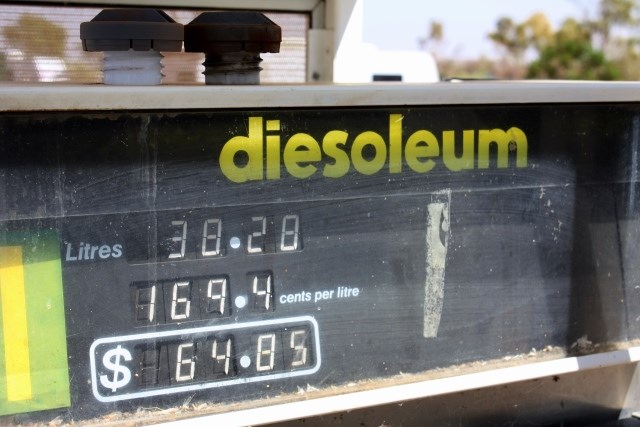 diesoleum
Litres 38.28
169.4 cents per litre
$ 64.85